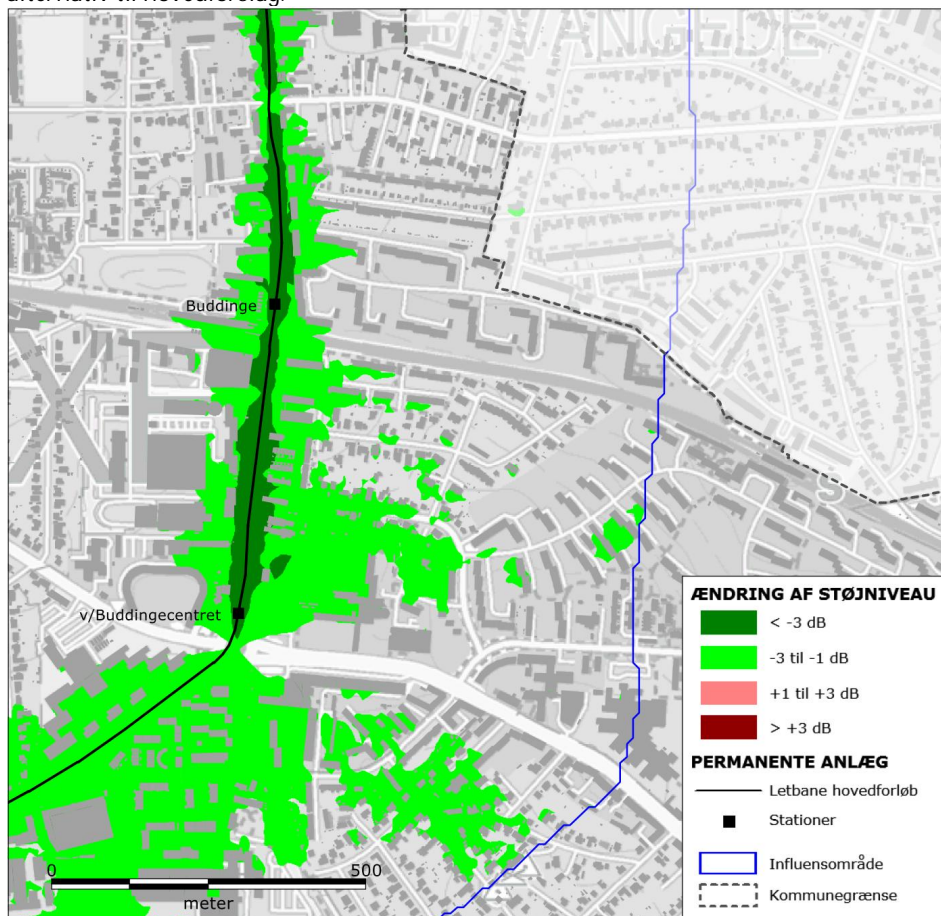 alternativ til hovedforslag.
VANGEDE
Buddinge
v/Buddingecentret
ÆNDRING AF STØJNIVEAU
< -3 dB
-3 til -1 dB
+1 til +3 dB
> +3 dB
PERMANENTE ANLÆG
Letbane hovedforløb
Stationer
Influensområde
Kommunegrænse
0
500
meter